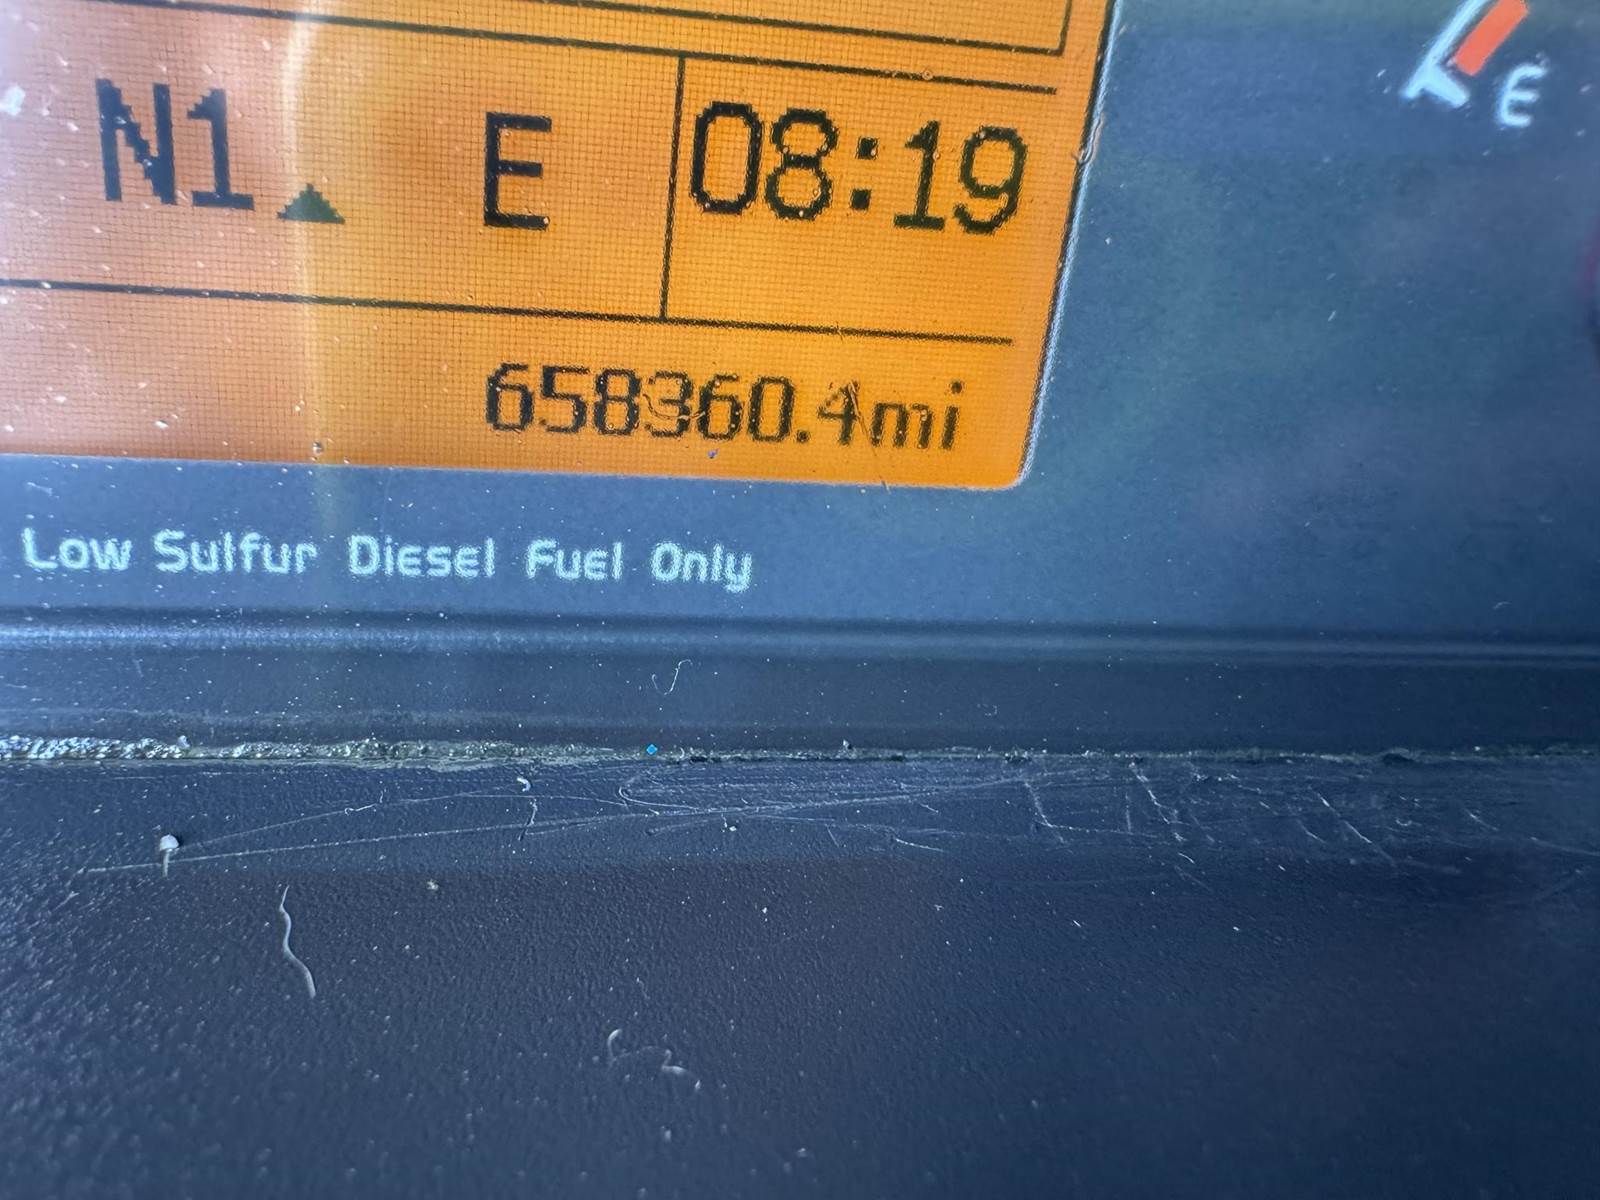 E
N1 E 08:19
658360.4mi
Low Sulfur Diesel Fuel Only